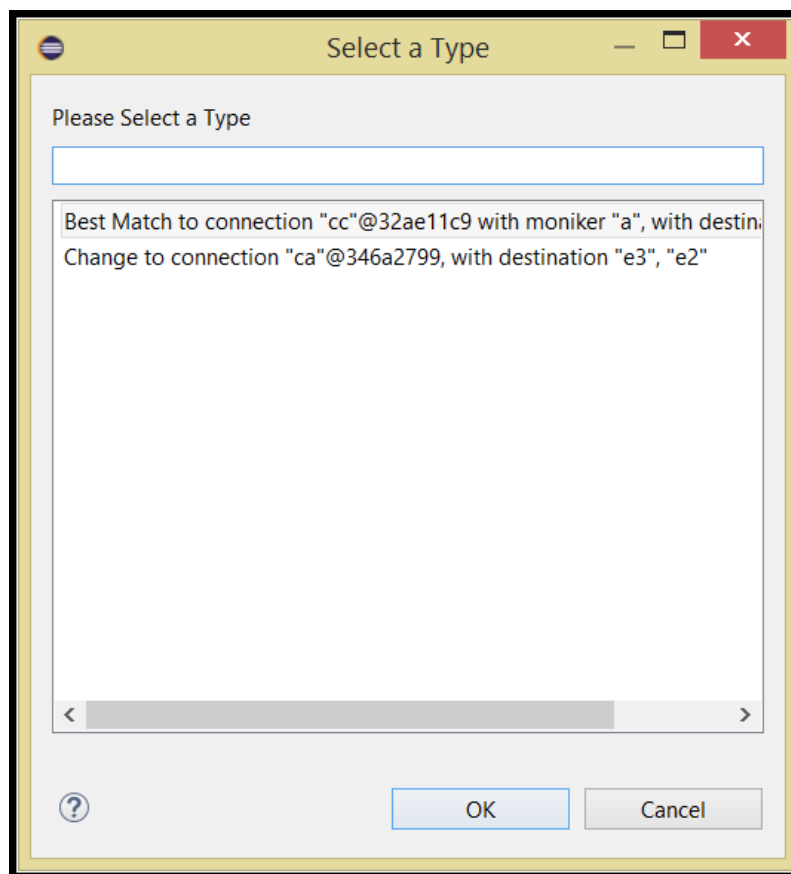 Select a Type
Please Select a Type
Best Match to connection "cc"@32ae11c9 with moniker "a", with
Change to connection "ca"@346a2799, with destination "e3", "e2"
OK
Cancel